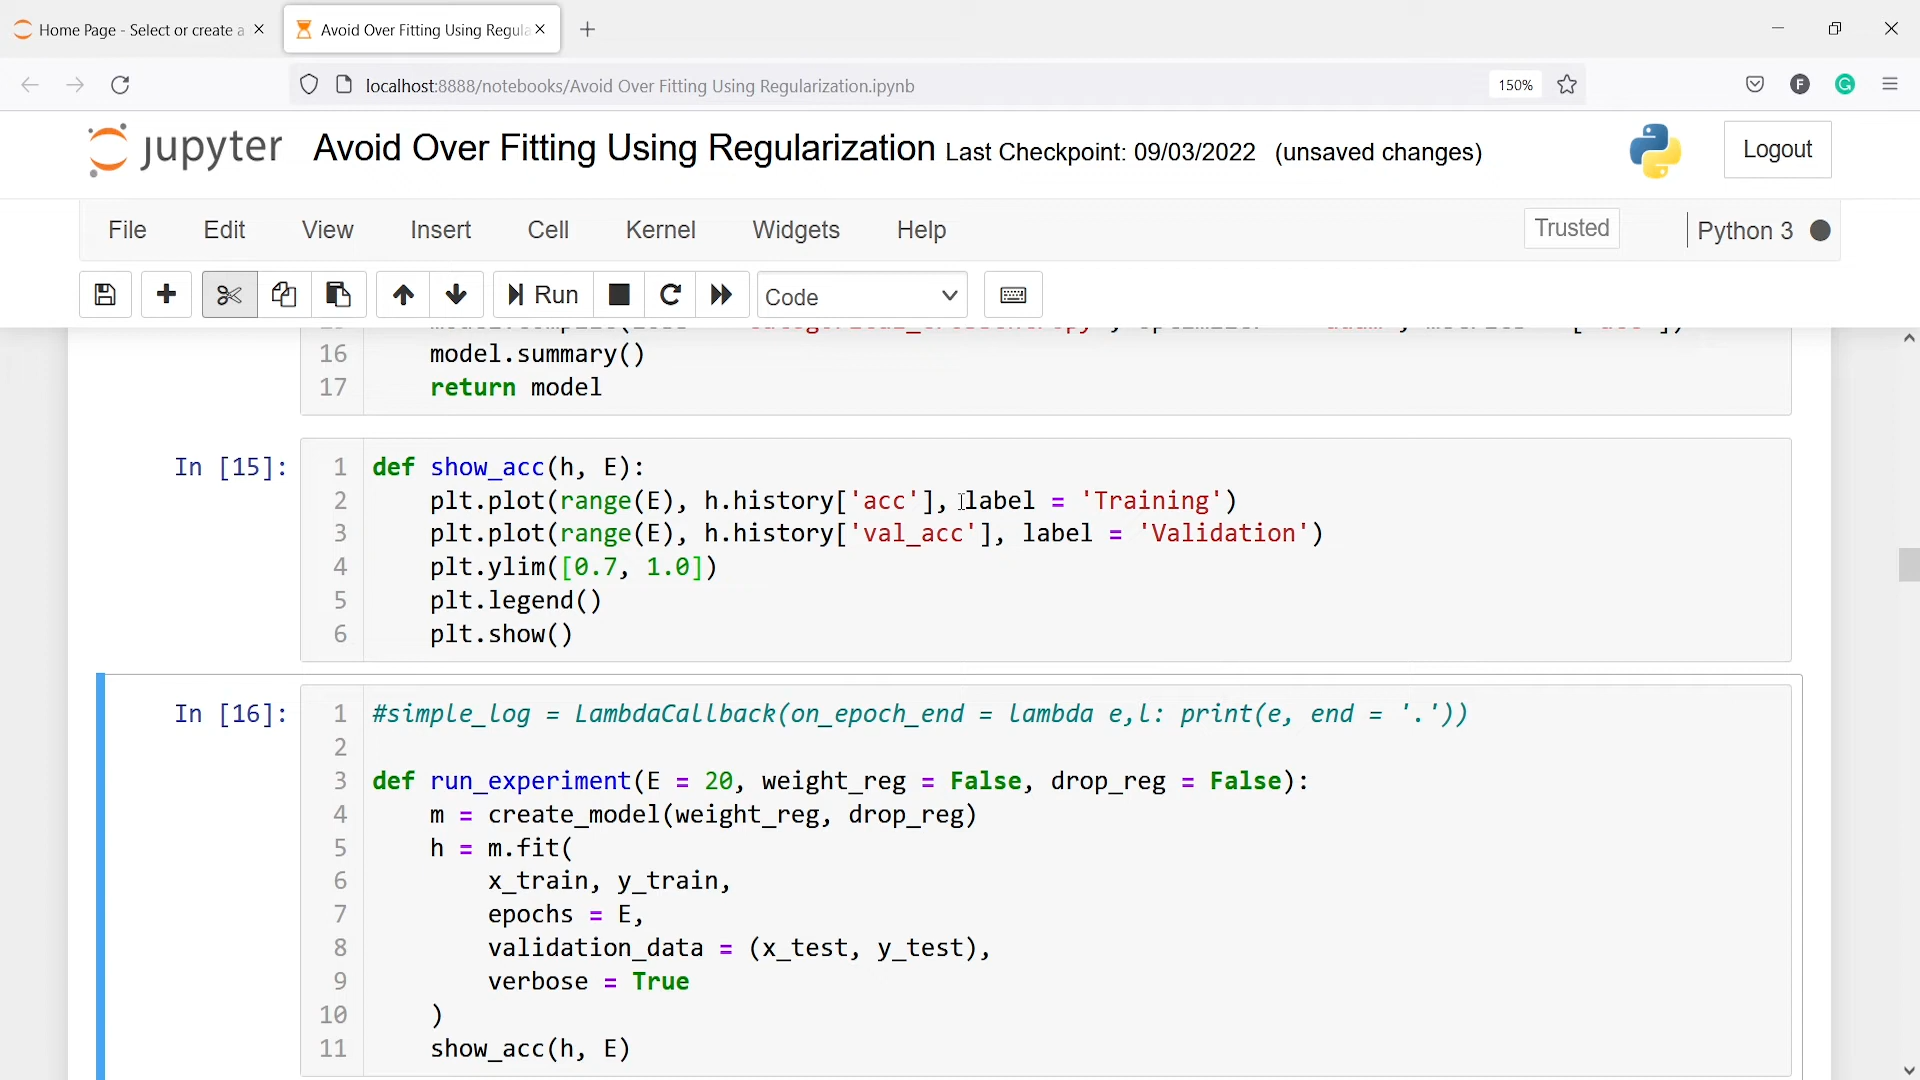 Home Page - Select or create a
Avoid Over Fitting Using Regula
localhost:8888/notebooks/Avoid Over Fitting Using Regularization.ipynb
150%
F
G
jupyter Avoid Over Fitting Using Regularization Last Checkpoint: 09/03/2022 (unsaved changes)
Logout
File Edit View Insert Cell Kernel Widgets Help
Trusted
Python 3
Run
Code
16 model.summary()
17 return model
In [15]:
1 def show_acc(h, E):
2 plt.plot(range(E), h.history['acc'], label = 'Training')
3 plt.plot(range(E), h.history['val_acc'], label = 'Validation')
4 plt.ylim([0.7, 1.0])
5 plt.legend()
6 plt.show()
In [16]:
1 #simple_log = LambdaCallback(on_epoch_end = lambda e,l: print(e, end = '.'))
2
3 def run_experiment(E = 20, weight_reg = False, drop_reg = False):
4 m = create_model(weight_reg, drop_reg)
5 h = m.fit(
6 x_train, y_train,
7 epochs = E,
8 validation_data = (x_test, y_test),
9 verbose = True
10 )
11 show_acc(h, E)